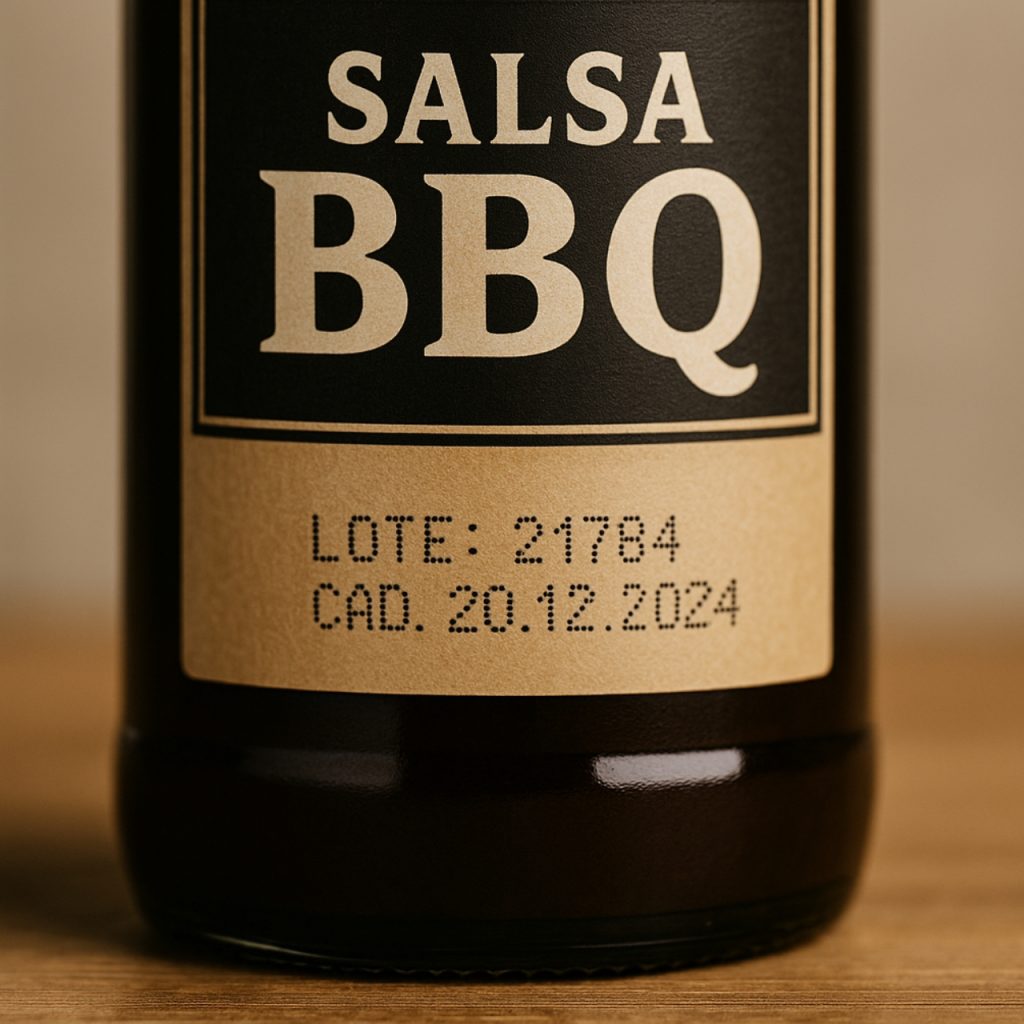 SALSA
BBQ
LOTE: 21784
CAD. 20.12.2024